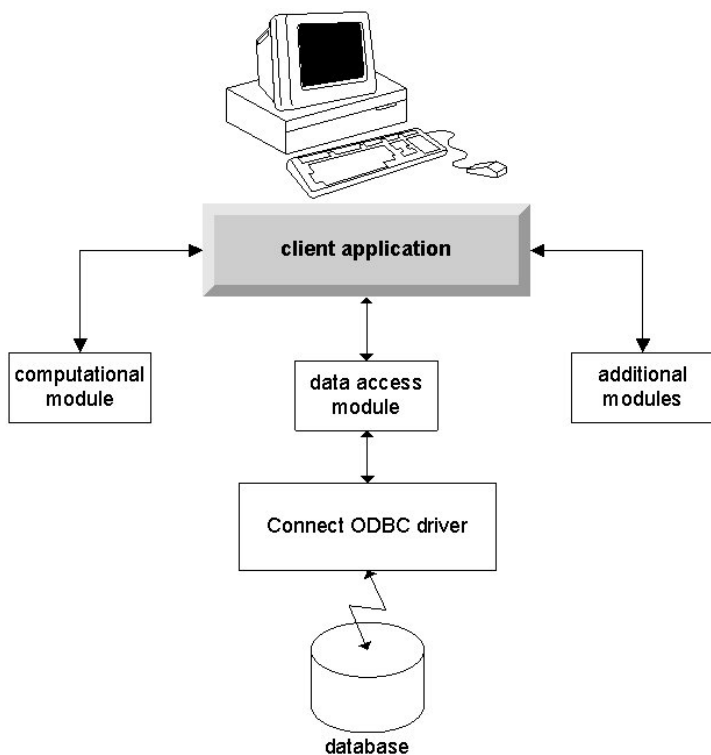 client application
computational
module
data access
module
additional
modules
Connect ODBC driver
database